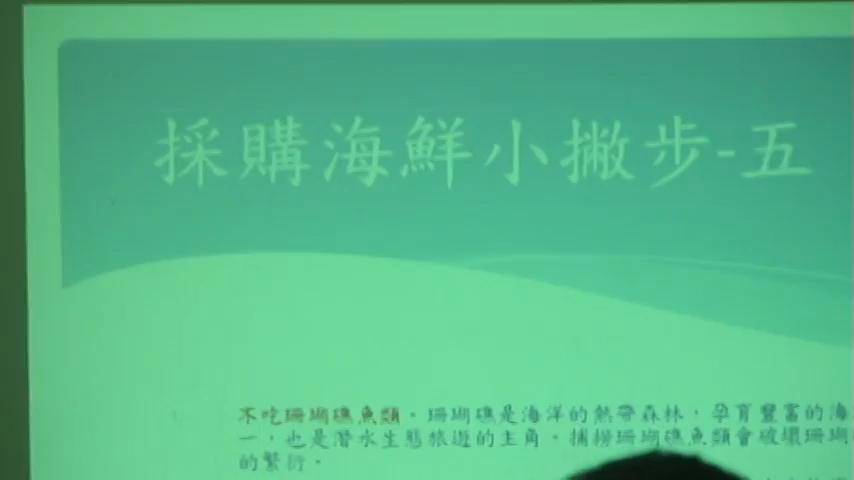 採購海鮮小撇步-五
不吃珊瑚礁魚類。珊瑚礁是海洋的熱帶森林，孕育豐富的海
一，也是潛水生態旅遊的主角。捕撈珊瑚礁魚類會破壞珊瑚
的繁衍。